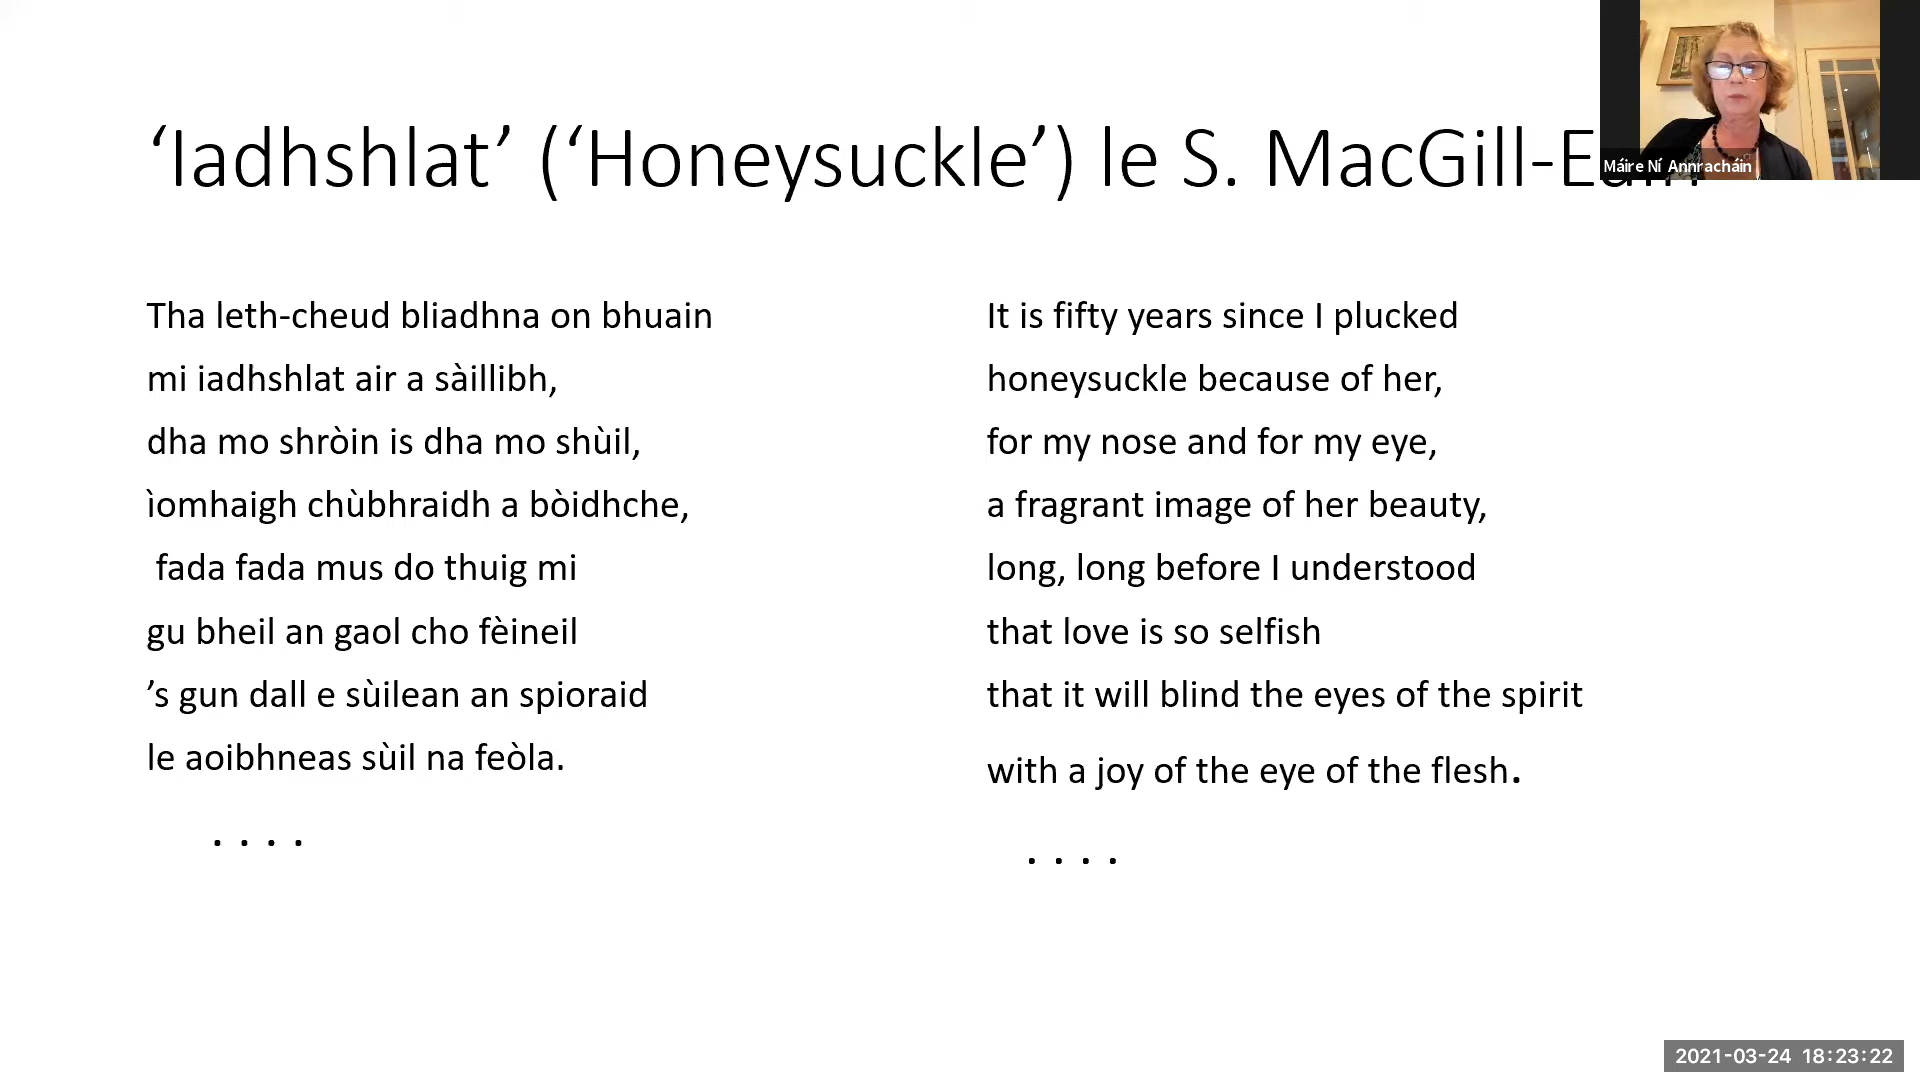 ‘Iadhshlat’ (‘Honeysuckle’) le S. MacGill-
Máire Ní Annracháin
Tha leth-cheud bliadhna on bhuain
mi iadhshlat air a sàillibh,
dha mo shròin is dha mo shùil,
ìomhaigh chùbhraidh a bòidhche,
fada fada mus do thuig mi
gu bheil an gaol cho fèineil
’s gun dall e sùilean an spioraid
le aoibhneas sùil na feòla.
. . . .
It is fifty years since I plucked
honeysuckle because of her,
for my nose and for my eye,
a fragrant image of her beauty,
long, long before I understood
that love is so selfish
that it will blind the eyes of the spirit
with a joy of the eye of the flesh.
. . . .
2021-03-24 18:23:22